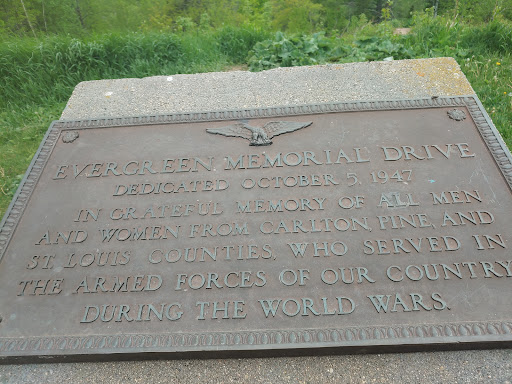 EVERGREEN MEMORIAL DRIVE
DEDICATED OCTOBER 5, 1947
IN GRATEFUL MEMORY OF ALL MEN
AND WOMEN FROM CARLTON, PINE, AND
ST. LOUIS COUNTIES, WHO SERVED IN
THE ARMED FORCES OF OUR COUNTRY
DURING THE WORLD WARS.